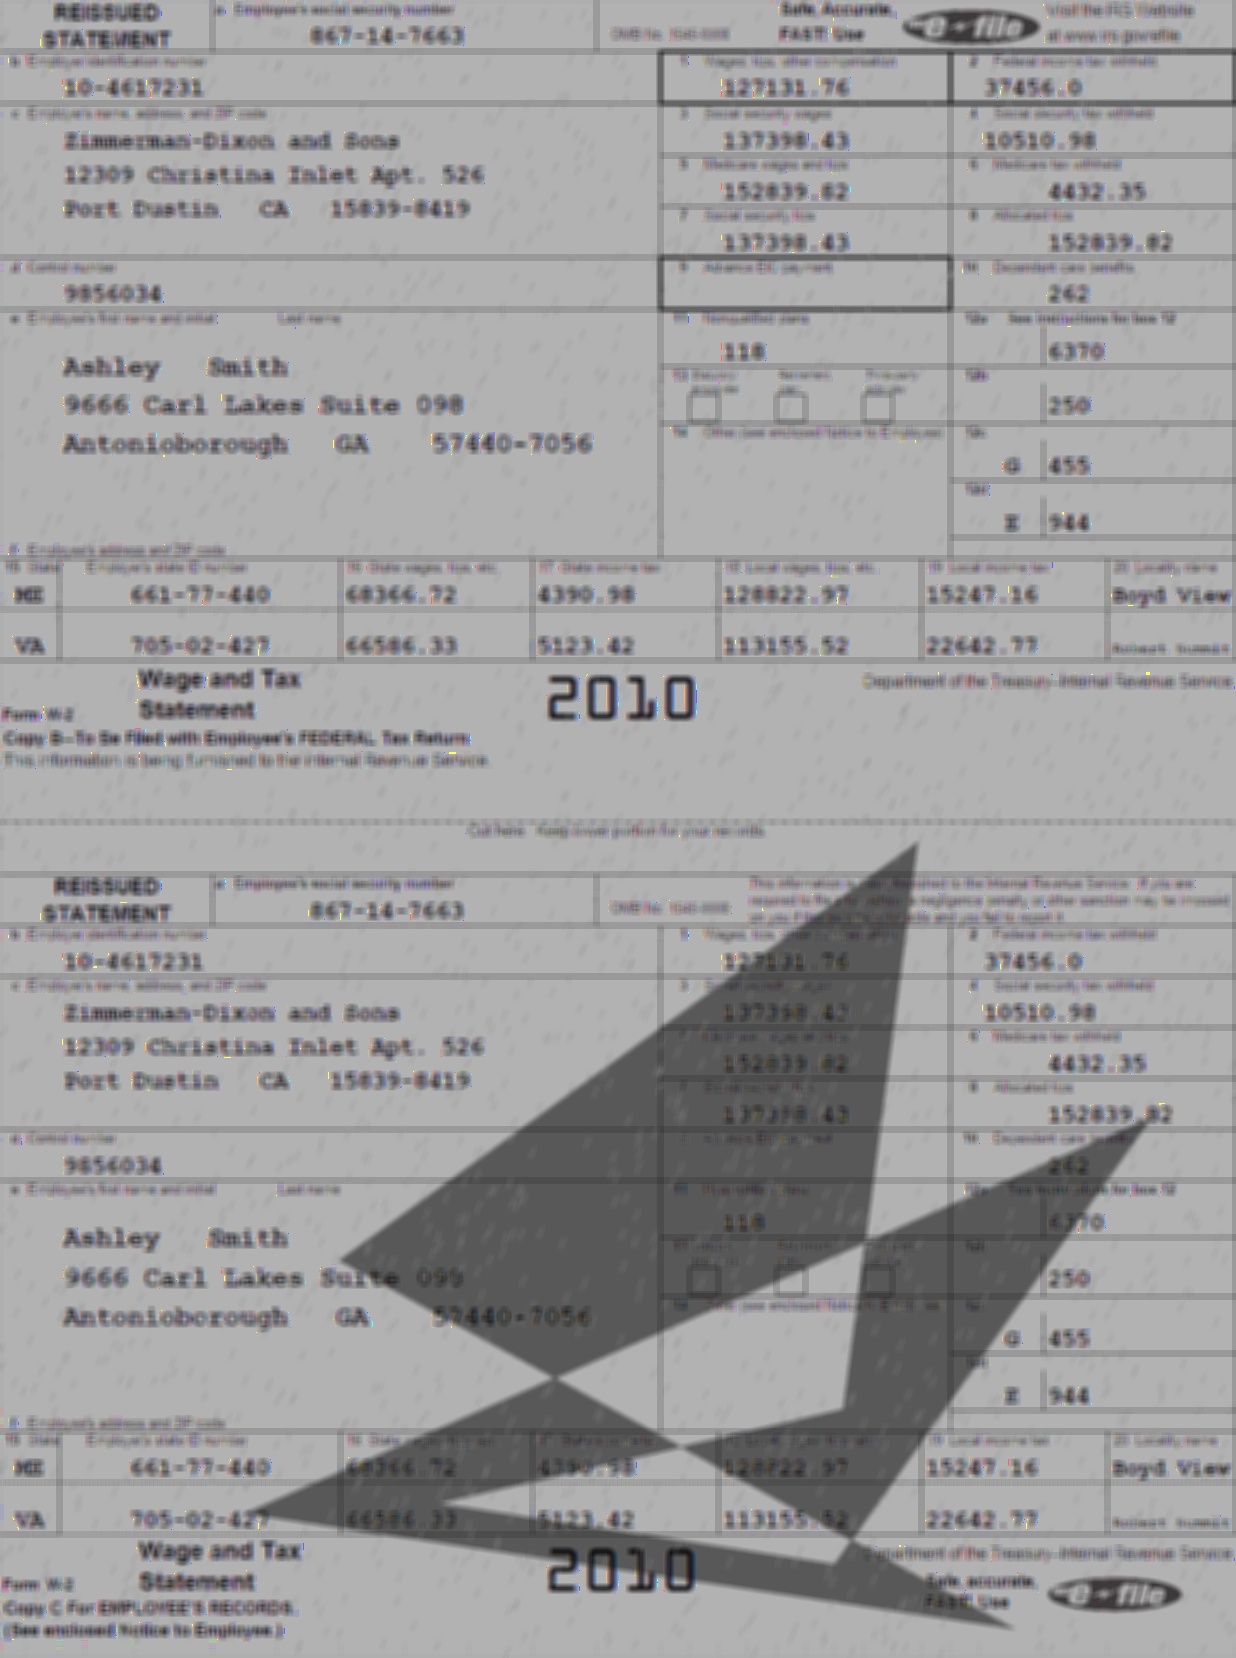 REISSUED STATEMENT
a Employee's social security number
867-14-7663
OMB No. 1545-0008
Safe, Accurate, FAST! Use
e-file
Visit the IRS Website at www.irs.gov/efile
b Employer identification number
10-4617231
1 Wages, tips, other compensation
127131.76
2 Federal income tax withheld
37456.0
c Employer's name, address, and ZIP code
Zimmerman-Dixon and Sons
12309 Christina Inlet Apt. 526
Port Dustin CA 15839-8419
3 Social security wages
137398.43
4 Social security tax withheld
10510.98
5 Medicare wages and tips
152839.82
6 Medicare tax withheld
4432.35
7 Social security tips
137398.43
8 Allocated tips
152839.82
d Control number
9856034
9 Advance EIC payment
10 Dependent care benefits
262
e Employee's first name and initial Last name
Ashley Smith
9666 Carl Lakes Suite 098
Antonioborough GA 57440-7056
11 Nonqualified plans
118
12a See instructions for box 12
6370
13
12b
250
14 Other (see enclosed Notice to Employee)
12c
G 455
12d
E 944
f Employee's address and ZIP code
15 State Employer's state ID number 16 State wages, tips, etc. 17 State income tax 18 Local wages, tips, etc. 19 Local income tax 20 Locality name
ME 661-77-440 68366.72 4390.98 128822.97 15247.16 Boyd View
VA 705-02-427 66586.33 5123.42 113155.52 22642.77 Summit
Form W-2
Wage and Tax Statement
2010
Department of the Treasury-Internal Revenue Service
Copy B–To Be Filed with Employee's FEDERAL Tax Return.
This information is being furnished to the Internal Revenue Service.
Cut here. Keep lower portion for your records.
REISSUED STATEMENT
a Employee's social security number
867-14-7663
OMB No. 1545-0008
This information is being furnished to the Internal Revenue Service. If you are
required to file a tax return, a negligence penalty or other sanction may be imposed
on you if this income is taxable and you fail to report it.
b Employer identification number
10-4617231
1 Wages, tips, other compensation
127131.76
2 Federal income tax withheld
37456.0
c Employer's name, address, and ZIP code
Zimmerman-Dixon and Sons
12309 Christina Inlet Apt. 526
Port Dustin CA 15839-8419
3 Social security wages
137398.43
4 Social security tax withheld
10510.98
5 Medicare wages and tips
152839.82
6 Medicare tax withheld
4432.35
7 Social security tips
137398.43
8 Allocated tips
152839.82
d Control number
9856034
9 Advance EIC payment
10 Dependent care benefits
262
e Employee's first name and initial Last name
Ashley Smith
9666 Carl Lakes Suite 098
Antonioborough GA 57440-7056
11 Nonqualified plans
118
12a See instructions for box 12
6370
250
14 Other (see enclosed Notice to Employee)
G 455
E 944
f Employee's address and ZIP code
15 State Employer's state ID number 16 State wages, tips, etc. 17 State income tax 18 Local wages, tips, etc. 19 Local income tax 20 Locality name
ME 661-77-440 68366.72 4390.98 128822.97 15247.16 Boyd View
VA 705-02-427 66586.33 5123.42 113155.52 22642.77 Summit
Form W-2
Wage and Tax Statement
2010
Department of the Treasury-Internal Revenue Service
Safe, accurate, FAST! Use
e-file
Copy C For EMPLOYEE'S RECORDS.
(See enclosed Notice to Employee.)